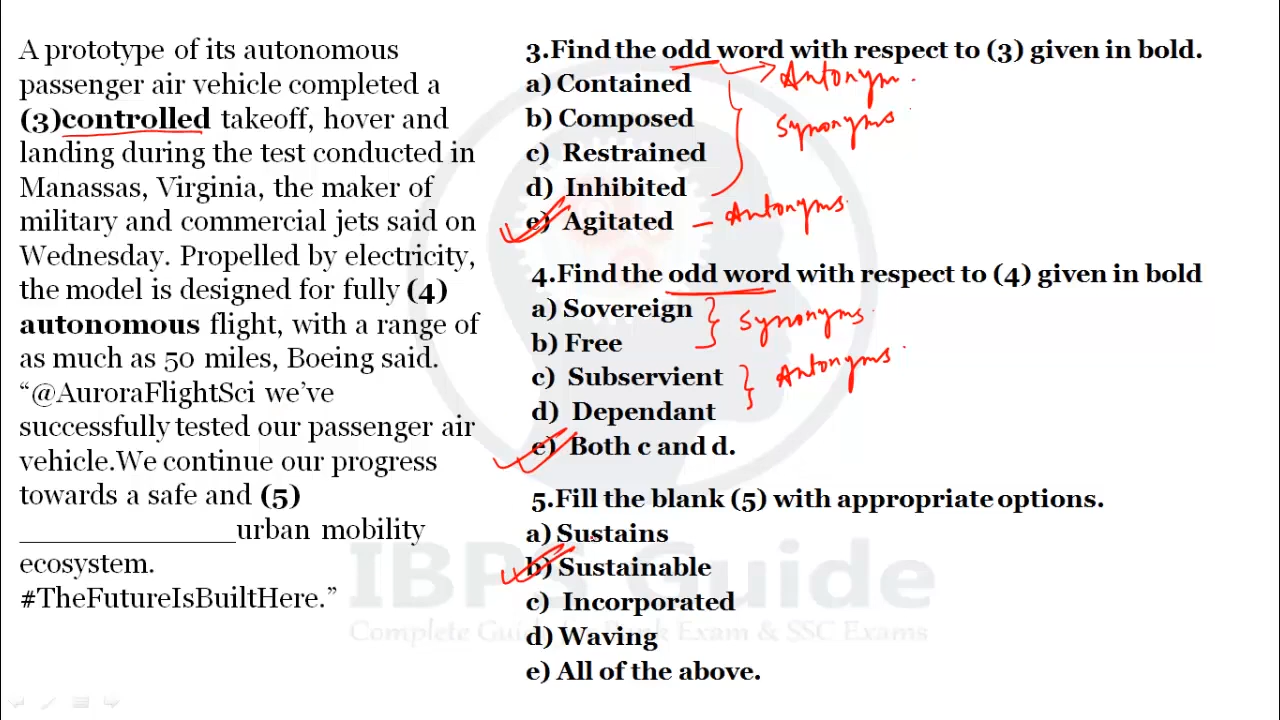 A prototype of its autonomous
passenger air vehicle completed a
(3)controlled takeoff, hover and
landing during the test conducted in
Manassas, Virginia, the maker of
military and commercial jets said on
Wednesday. Propelled by electricity,
the model is designed for fully (4)
autonomous flight, with a range of
as much as 50 miles, Boeing said.
“@AuroraFlightSci we’ve
successfully tested our passenger air
vehicle.We continue our progress
towards a safe and (5)
_______________urban mobility
ecosystem.
#TheFutureIsBuiltHere.”
3.Find the odd word with respect to (3) given in bold.
Antonym.
a) Contained
b) Composed
Synonyms
c) Restrained
d) Inhibited
e) Agitated – Antonyms.
4.Find the odd word with respect to (4) given in bold
a) Sovereign
Synonyms.
b) Free
c) Subservient
Antonyms.
d) Dependant
e) Both c and d.
5.Fill the blank (5) with appropriate options.
a) Sustains
b) Sustainable
c) Incorporated
d) Waving
e) All of the above.
IBPS Guide
Complete Guide for Bank Exam & SSC Exams